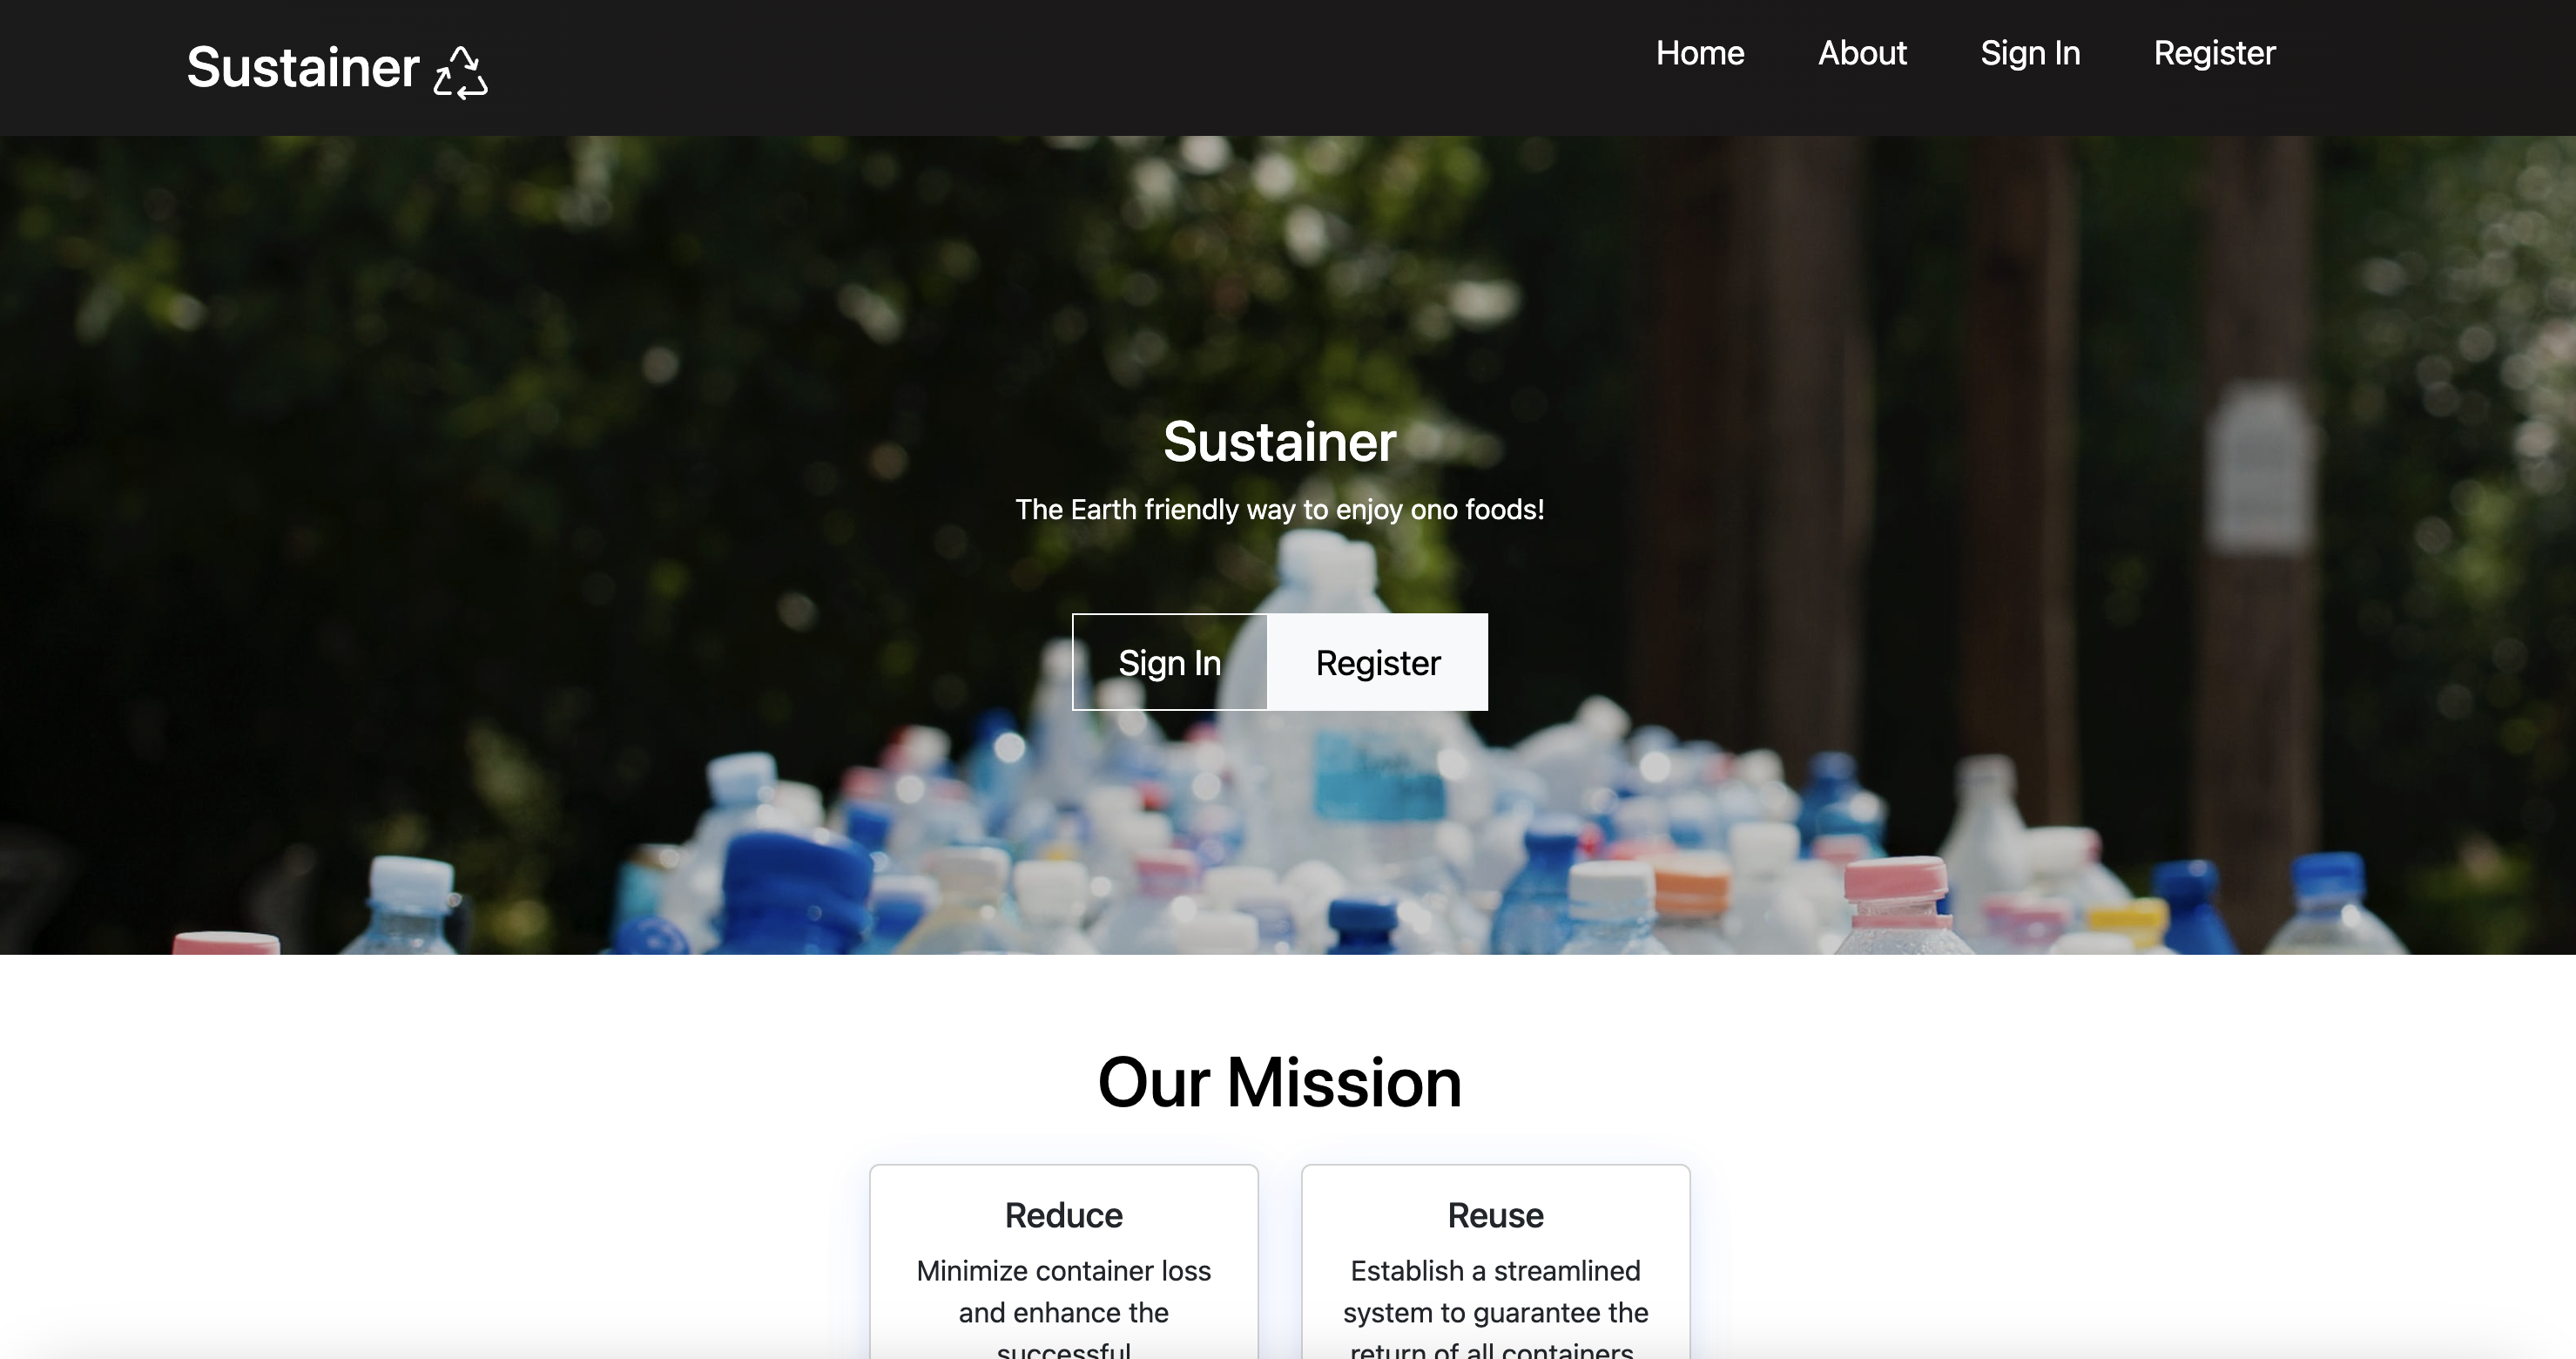 Sustainer
Home About Sign In Register
Sustainer
The Earth friendly way to enjoy ono foods!
Sign In Register
Our Mission
Reduce
Minimize container loss
and enhance the
successful
Reuse
Establish a streamlined
system to guarantee the
return of all containers